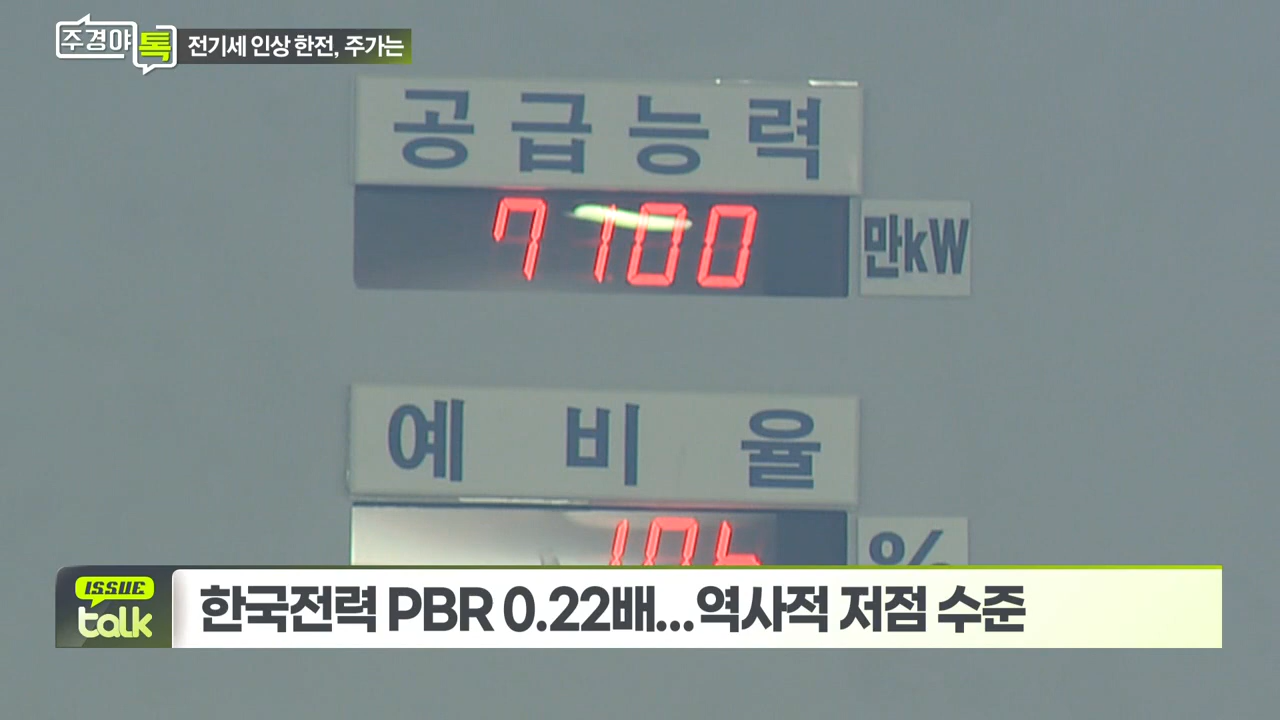 주경야톡
전기세 인상 한전, 주가는
공급능력
7100
만kW
예비율
%
ISSUE
talk
한국전력 PBR 0.22배...역사적 저점 수준